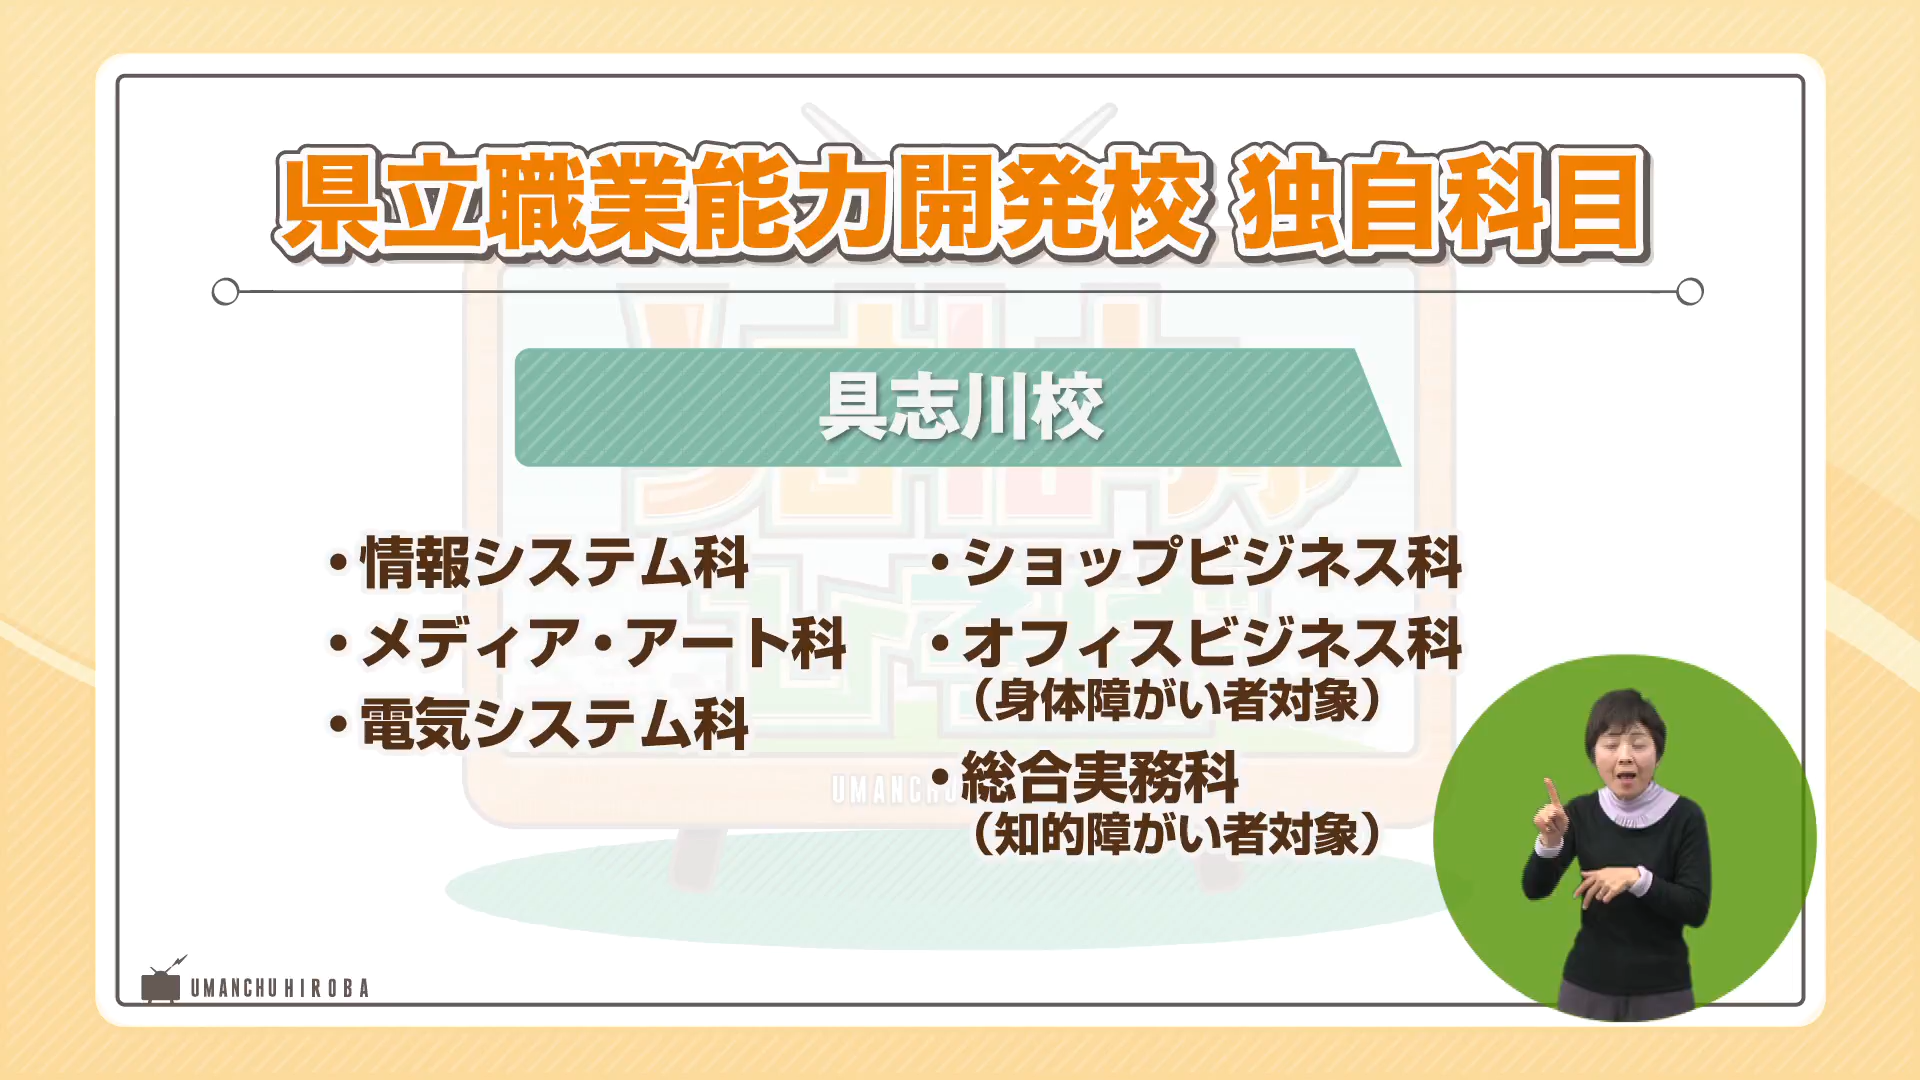 県立職業能力開発校 独自科目
具志川校
・情報システム科
・メディア・アート科
・電気システム科
・ショップビジネス科
・オフィスビジネス科
（身体障がい者対象）
・総合実務科
（知的障がい者対象）
UMANCHU HIROBA